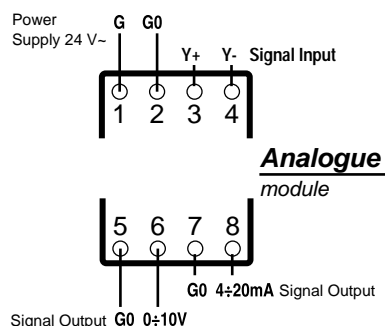 Power
Supply 24 V~ G G0
Y+ Y- Signal Input
1 2 3 4
Analogue
module
5 6 7 8
G0 4÷20mA Signal Output
Signal Output G0 0÷10V